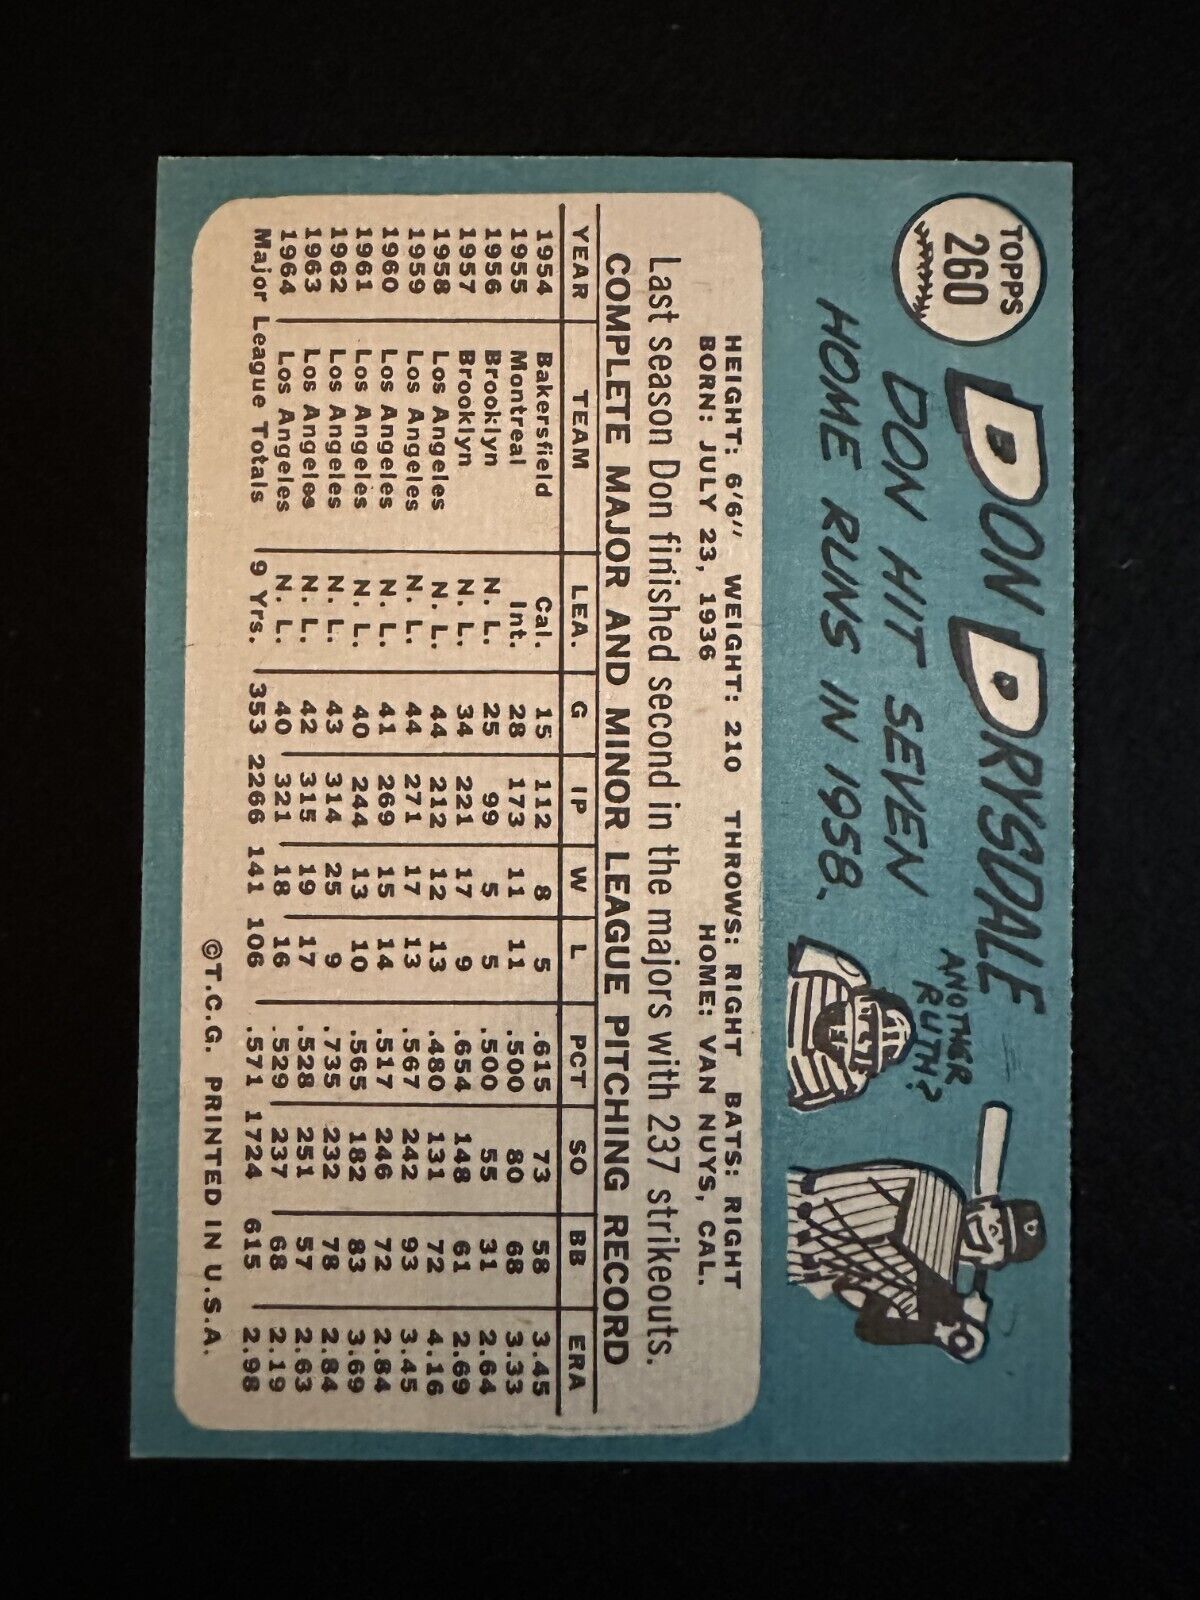 TOPPS
260
DON DRYSDALE
DON HIT SEVEN
HOME RUNS IN 1958.
ANOTHER
RUTH?
HEIGHT: 6'6" WEIGHT: 210 THROWS: RIGHT BATS: RIGHT
BORN: JULY 23, 1936 HOME: VAN NUYS, CAL.
Last season Don finished second in the majors with 237 strikeouts.
COMPLETE MAJOR AND MINOR LEAGUE PITCHING RECORD
YEAR TEAM LEA. G IP W L PCT SO BB ERA
1954 Bakersfield Cal. 15 112 8 5 .615 73 58 3.45
1955 Montreal Int. 28 173 11 11 .500 80 68 3.33
1956 Brooklyn N. L. 25 99 5 5 .500 55 31 2.64
1957 Brooklyn N. L. 34 221 17 9 .654 148 61 2.69
1958 Los Angeles N. L. 44 212 12 13 .480 131 72 4.16
1959 Los Angeles N. L. 44 271 17 13 .567 242 93 3.45
1960 Los Angeles N. L. 41 269 15 14 .517 246 72 2.84
1961 Los Angeles N. L. 40 244 13 10 .565 182 83 3.69
1962 Los Angeles N. L. 43 314 25 9 .735 232 78 2.84
1963 Los Angeles N. L. 42 315 19 17 .528 251 57 2.63
1964 Los Angeles N. L. 40 321 18 16 .529 237 68 2.19
Major League Totals 9 Yrs. 353 2266 141 106 .571 1724 615 2.98
©T.C.G. PRINTED IN U.S.A.